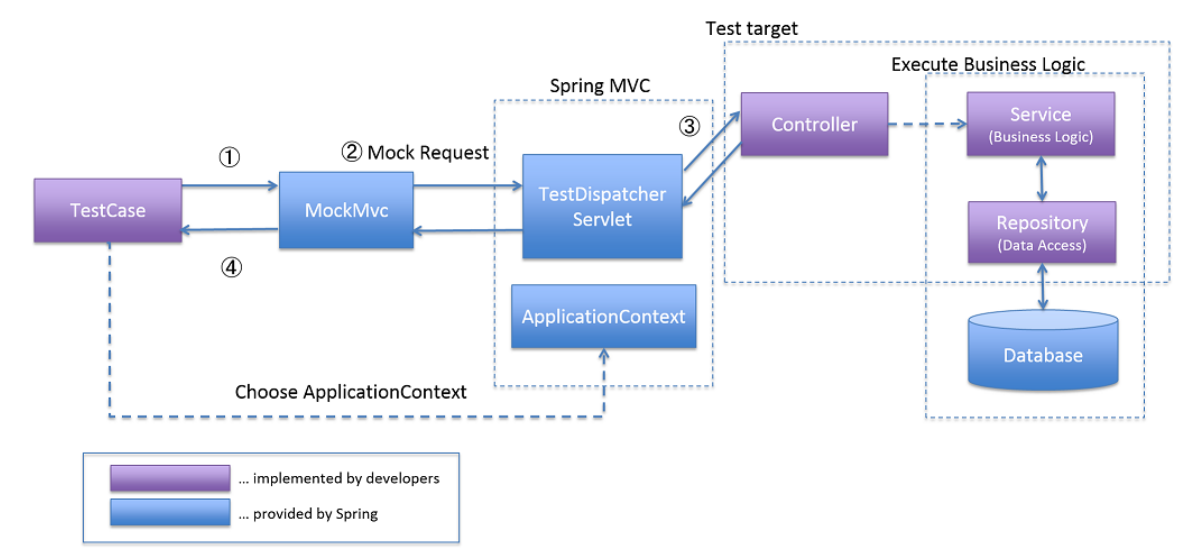 Test target
Execute Business Logic
Spring MVC
③
Controller
Service
(Business Logic)
① 
② Mock Request
TestCase
MockMvc
TestDispatcher
Servlet
Repository
(Data Access)
④
ApplicationContext
Database
Choose ApplicationContext
... implemented by developers
... provided by Spring